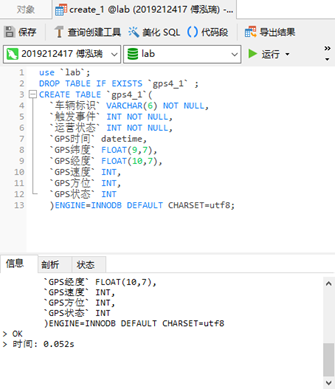 对象
create_1 @lab (2019212417 傅泓瑞) -...
保存
查询创建工具
美化 SQL
() 代码段
导出结果
2019212417 傅泓瑞
lab
运行
1 use `lab`;
2 DROP TABLE IF EXISTS `gps4_1` ;
3 CREATE TABLE `gps4_1`(
4 `车辆标识` VARCHAR(6) NOT NULL,
5 `触发事件` INT NOT NULL,
6 `运营状态` INT NOT NULL,
7 `GPS时间` datetime,
8 `GPS纬度` FLOAT(9,7),
9 `GPS经度` FLOAT(10,7),
10 `GPS速度` INT,
11 `GPS方位` INT,
12 `GPS状态` INT
13 )ENGINE=INNODB DEFAULT CHARSET=utf8;
信息 剖析 状态
`GPS经度` FLOAT(10,7),
`GPS速度` INT,
`GPS方位` INT,
`GPS状态` INT
)ENGINE=INNODB DEFAULT CHARSET=utf8
> OK
> 时间: 0.052s